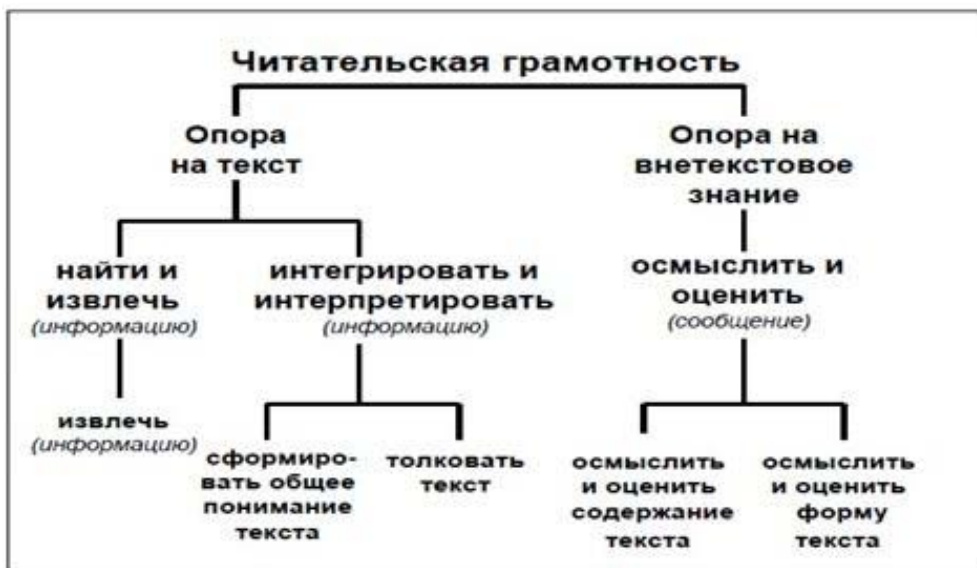 Читательская грамотность
Опора
на текст
Опора на
внетекстовое
знание
найти и
извлечь
(информацию)
интегрировать и
интерпретировать
(информацию)
осмыслить и
оценить
(сообщение)
извлечь
(информацию)
сформиро-
вать общее
понимание
текста
толковать
текст
осмыслить
и оценить
содержание
текста
осмыслить
и оценить
форму
текста